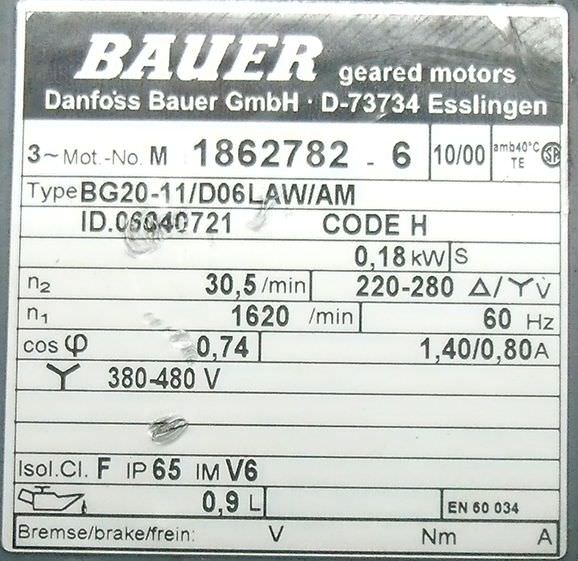 BAUER geared motors
Danfoss Bauer GmbH · D-73734 Esslingen
3~ Mot.-No. M 1862782 - 6 10/00 amb40°C TE SP
Type BG20-11/D06LAW/AM
ID.06040721 CODE H
0,18 kW S
n2 30,5 /min 220-280 Δ/Y V
n1 1620 /min 60 Hz
cos φ 0,74 1,40/0,80 A
Y 380-480 V
Isol.Cl. F IP 65 IM V6
0,9 L EN 60 034
Bremse/brake/frein: V Nm A